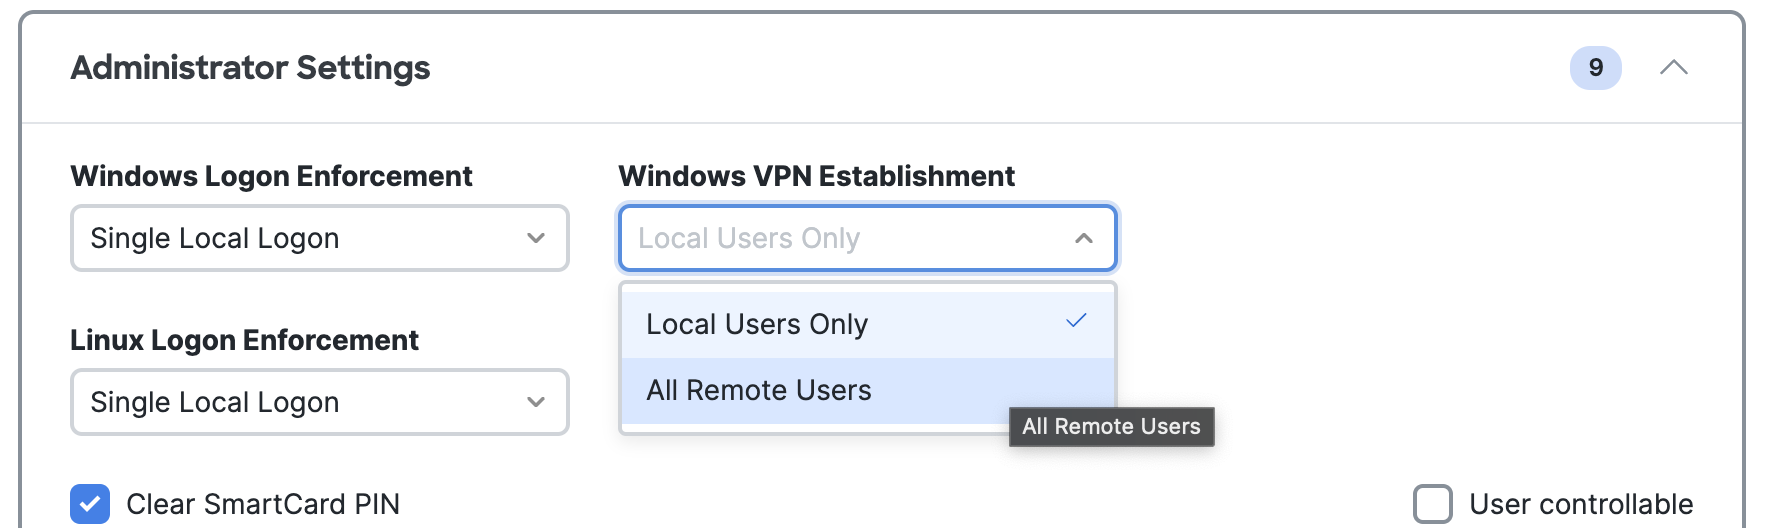 Administrator Settings
9
Windows Logon Enforcement
Windows VPN Establishment
Single Local Logon
Local Users Only
Local Users Only
All Remote Users
All Remote Users
Linux Logon Enforcement
Single Local Logon
Clear SmartCard PIN
User controllable